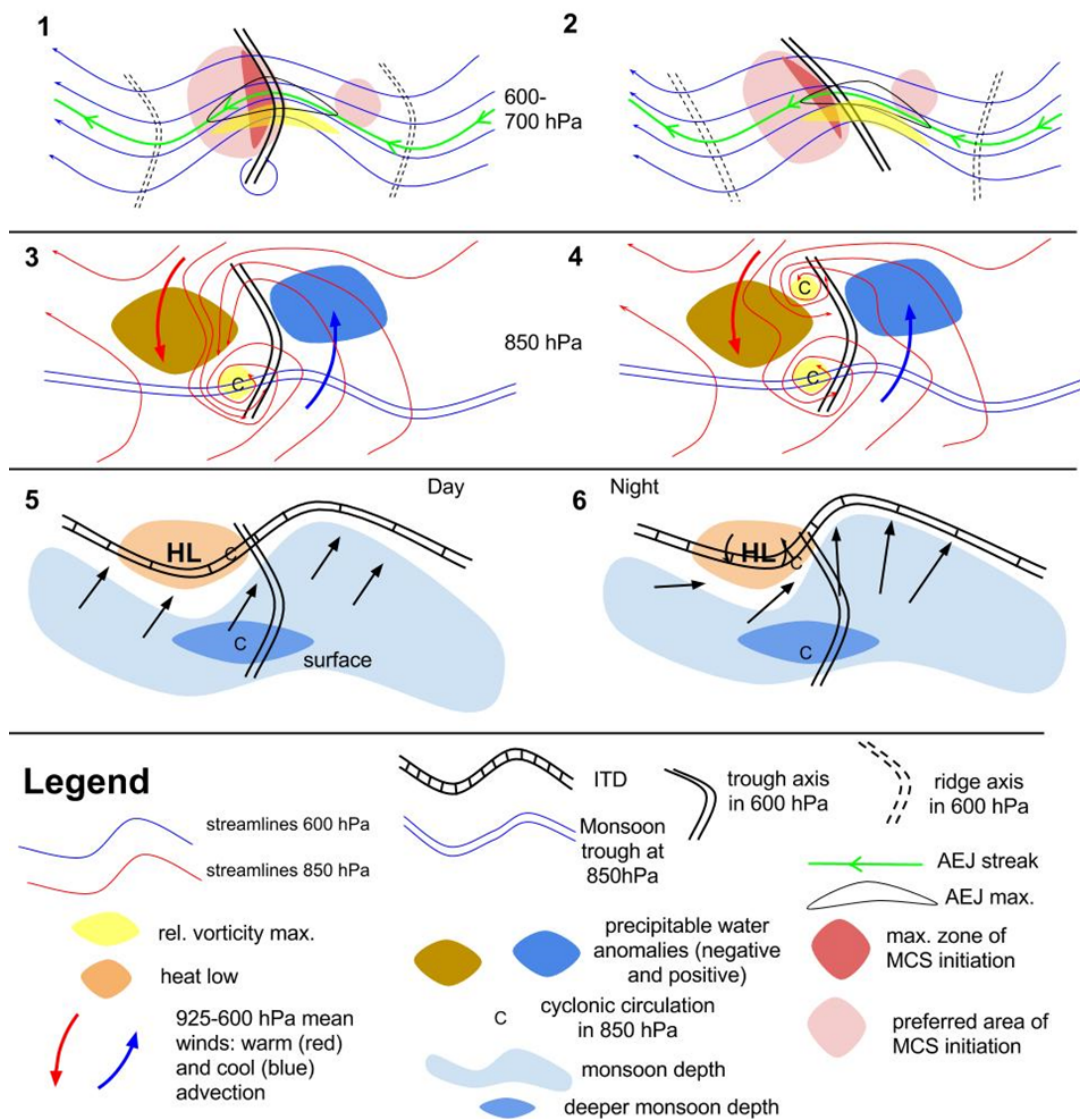 1
2
600-
700 hPa
3
4
C
C
C
850 hPa
5
Day
Night
6
HL
C
C
surface
HL
C
C
Legend
streamlines 600 hPa
streamlines 850 hPa
rel. vorticity max.
heat low
925-600 hPa mean
winds: warm (red)
and cool (blue)
advection
ITD
Monsoon
trough at
850hPa
trough axis
in 600 hPa
ridge axis
in 600 hPa
AEJ streak
AEJ max.
precipitable water
anomalies (negative
and positive)
C
cyclonic circulation
in 850 hPa
monsoon depth
deeper monsoon depth
max. zone of
MCS initiation
preferred area of
MCS initiation